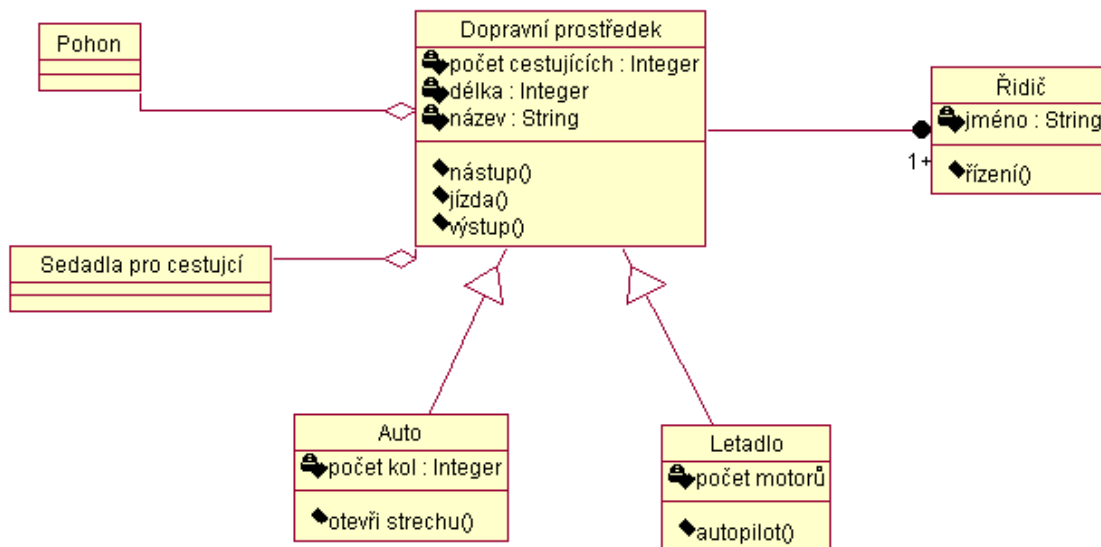 Pohon
Dopravní prostředek
počet cestujících : Integer
délka : Integer
název : String
nástup()
jízda()
výstup()
Řidič
jméno : String
řízení()
1+
Sedadla pro cestujcí
Auto
počet kol : Integer
otevři strechu()
Letadlo
počet motorů
autopilot()